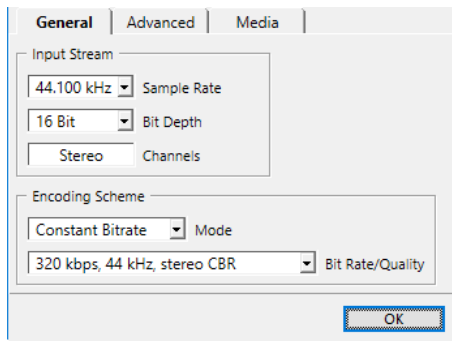 General Advanced Media
Input Stream
44.100 kHz Sample Rate
16 Bit Bit Depth
Stereo Channels
Encoding Scheme
Constant Bitrate Mode
320 kbps, 44 kHz, stereo CBR Bit Rate/Quality
OK